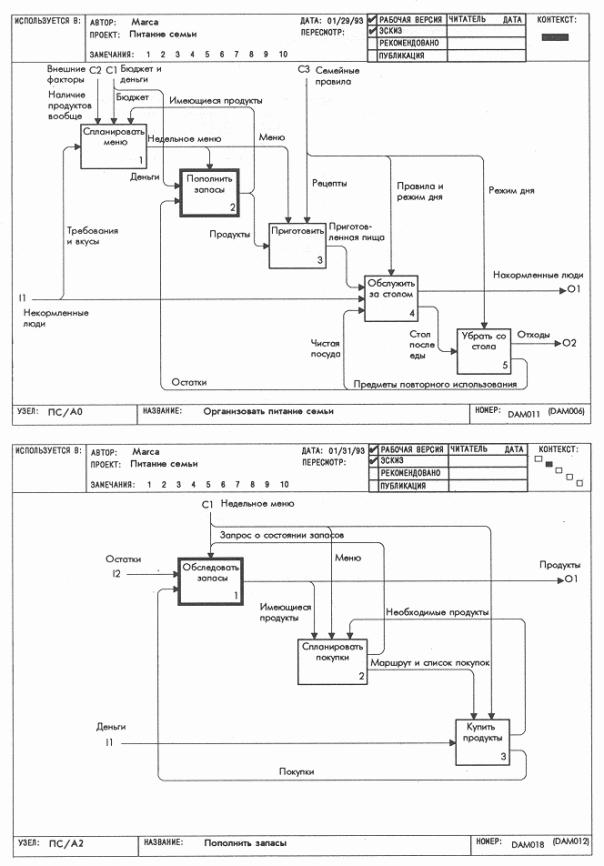 ИСПОЛЬЗУЕТСЯ В:
АВТОР: Marca
ДАТА: 01/29/93
РАБОЧАЯ ВЕРСИЯ
ЧИТАТЕЛЬ ДАТА
КОНТЕКСТ:
ПРОЕКТ: Питание семьи
ПЕРЕСМОТР:
ЭСКИЗ
РЕКОМЕНДОВАНО
ЗАМЕЧАНИЯ: 1 2 3 4 5 6 7 8 9 10
ПУБЛИКАЦИЯ
Внешние
факторы
C2
C1
Бюджет и
деньги
C3
Семейные
правила
Наличие
продуктов
вообще
Бюджет
Имеющиеся продукты
Спланировать
меню
1
Недельное меню
Меню
Деньги
Пополнить
запасы
2
Рецепты
Правила и
режим дня
Режим дня
Требования
и вкусы
Продукты
Приготовить
3
Приготов-
ленная пища
Накормленные люди
I1
Обслужить
за столом
4
O1
Некормленные
люди
Чистая
посуда
Стол
после
еды
Убрать со
стола
5
Отходы
O2
Остатки
Предметы повторного использования
УЗЕЛ: ПС/А0
НАЗВАНИЕ: Организовать питание семьи
НОМЕР: DAM011 (DAM006)
ИСПОЛЬЗУЕТСЯ В:
АВТОР: Marca
ДАТА: 01/31/93
РАБОЧАЯ ВЕРСИЯ
ЧИТАТЕЛЬ ДАТА
КОНТЕКСТ:
ПРОЕКТ: Питание семьи
ПЕРЕСМОТР:
ЭСКИЗ
РЕКОМЕНДОВАНО
ЗАМЕЧАНИЯ: 1 2 3 4 5 6 7 8 9 10
ПУБЛИКАЦИЯ
C1 Недельное меню
Запрос о состоянии запасов
Остатки
I2
Обследовать
запасы
1
Меню
Продукты
O1
Имеющиеся
продукты
Необходимые продукты
Спланировать
покупки
2
Маршрут и список покупок
Деньги
I1
Купить
продукты
3
Покупки
УЗЕЛ: ПС/А2
НАЗВАНИЕ: Пополнить запасы
НОМЕР: DAM018 (DAM012)